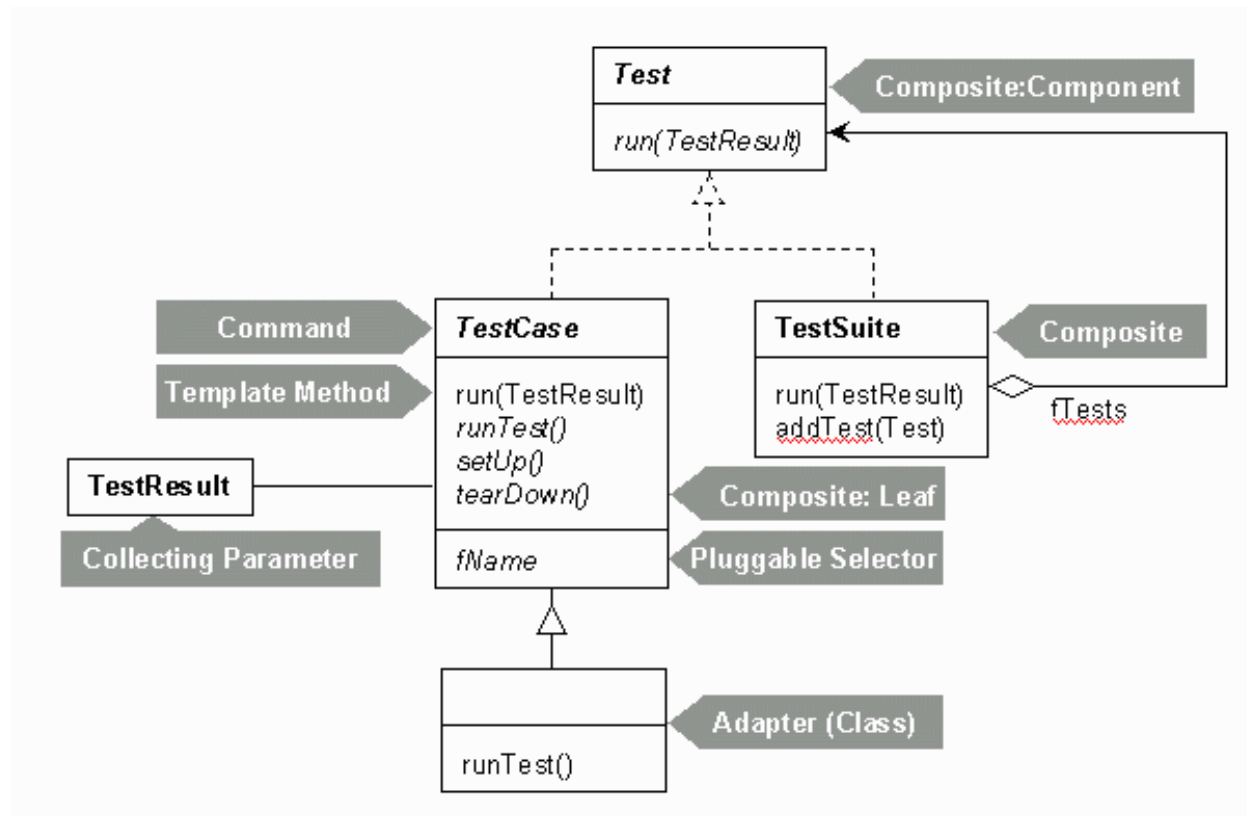 Test
Composite:Component
run(TestResult)
Command
TestCase
TestSuite
Composite
Template Method
run(TestResult)
runTest()
setUp()
tearDown()
run(TestResult)
addTest(Test)
fTests
TestResult
Composite: Leaf
Collecting Parameter
fName
Pluggable Selector
Adapter (Class)
runTest()